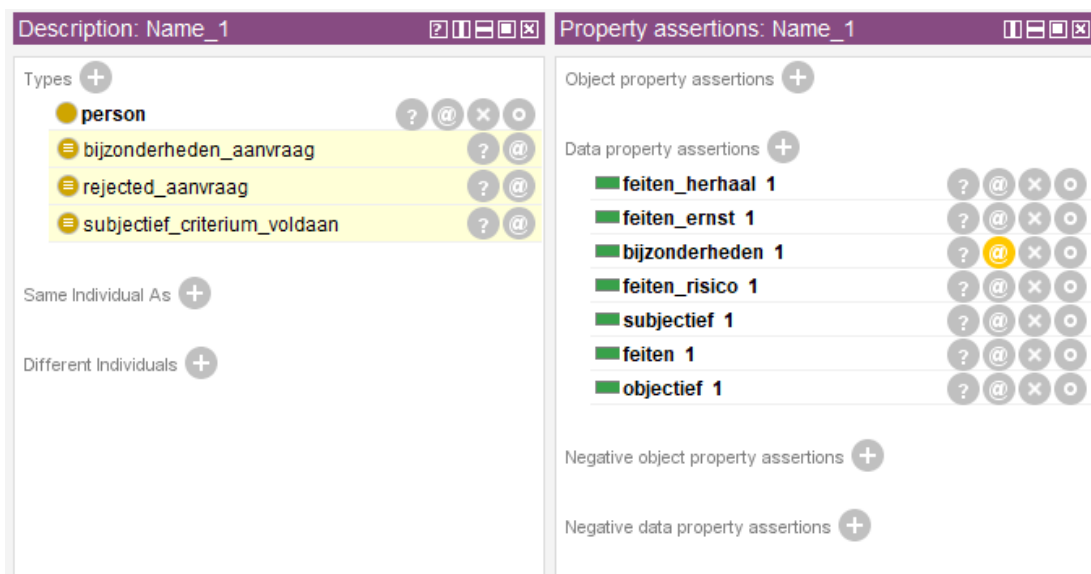 Description: Name_1
Types
person
bijzonderheden_aanvraag
rejected_aanvraag
subjectief_criterium_voldaan
Same Individual As
Different Individuals
Property assertions: Name_1
Object property assertions
Data property assertions
feiten_herhaal 1
feiten_ernst 1
bijzonderheden 1
feiten_risico 1
subjectief 1
feiten 1
objectief 1
Negative object property assertions
Negative data property assertions